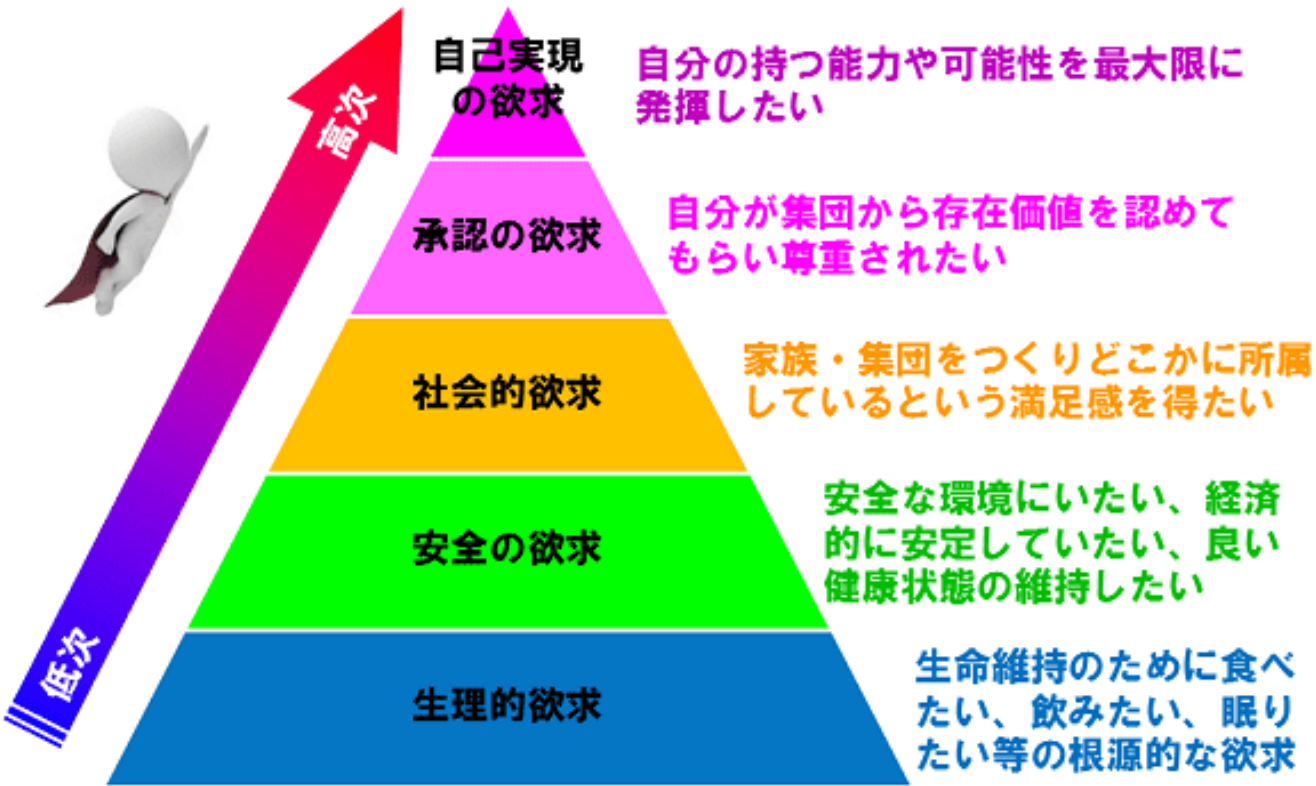 高次
自己実現
の欲求
自分の持つ能力や可能性を最大限に
発揮したい
承認の欲求
自分が集団から存在価値を認めて
もらい尊重されたい
社会的欲求
家族・集団をつくりどこかに所属
しているという満足感を得たい
安全の欲求
安全な環境にいたい、経済
的に安定していたい、良い
健康状態の維持したい
低次
生理的欲求
生命維持のために食べ
たい、飲みたい、眠り
たい等の根源的な欲求